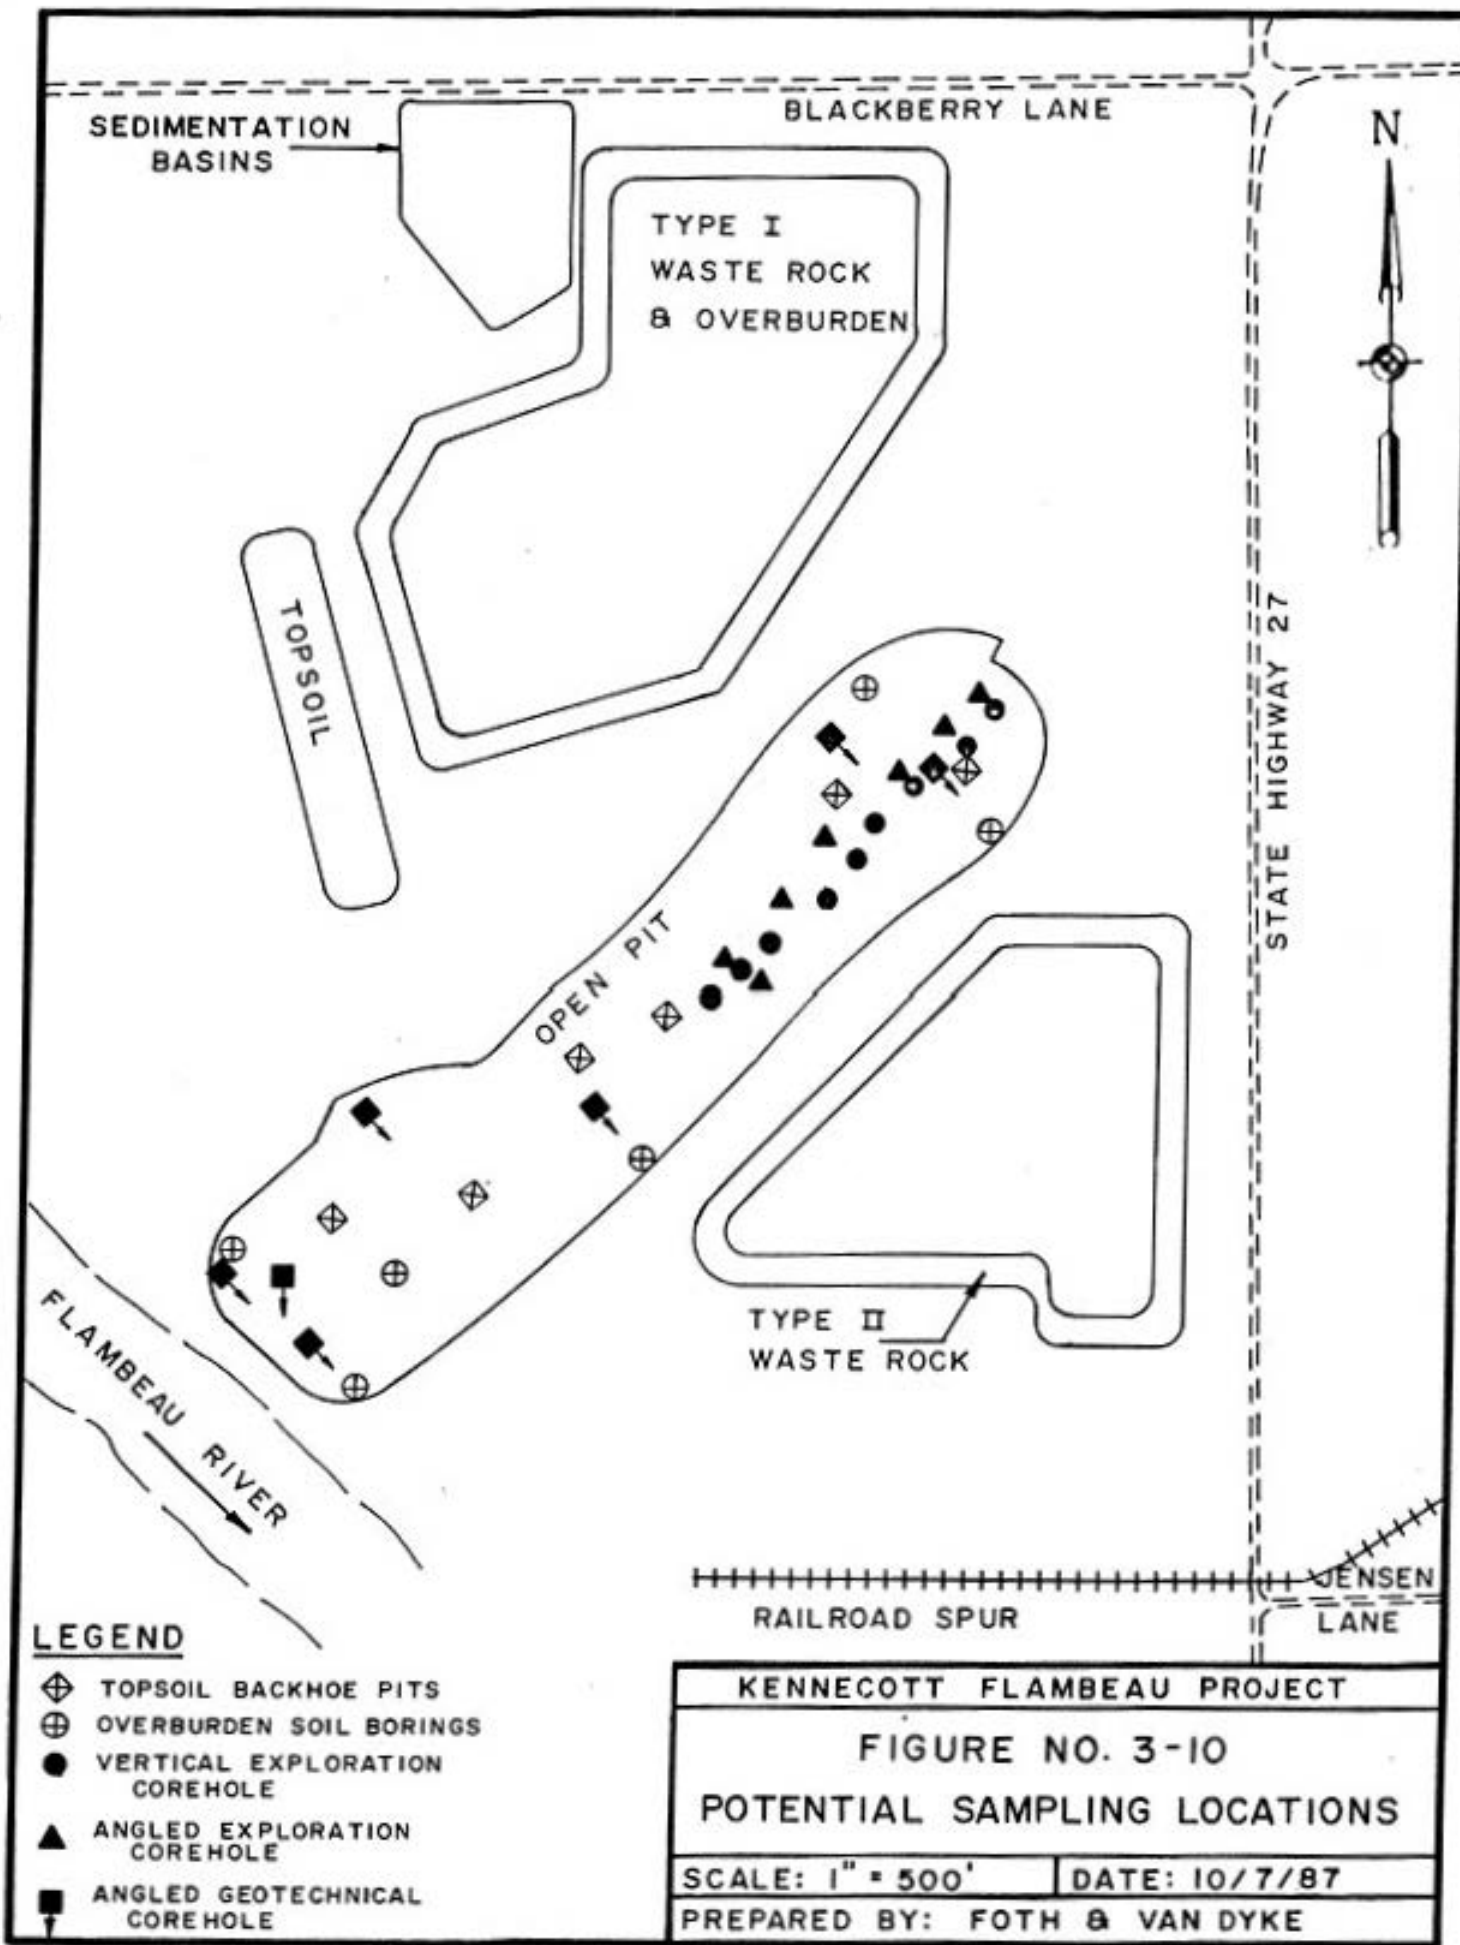 BLACKBERRY LANE
SEDIMENTATION
BASINS
N
TYPE I
WASTE ROCK
& OVERBURDEN
TOPSOIL
STATE HIGHWAY 27
OPEN PIT
TYPE II
WASTE ROCK
FLAMBEAU RIVER
RAILROAD SPUR
JENSEN
LANE
LEGEND
TOPSOIL BACKHOE PITS
OVERBURDEN SOIL BORINGS
VERTICAL EXPLORATION
COREHOLE
ANGLED EXPLORATION
COREHOLE
ANGLED GEOTECHNICAL
COREHOLE
KENNECOTT FLAMBEAU PROJECT
FIGURE NO. 3-10
POTENTIAL SAMPLING LOCATIONS
SCALE: 1" = 500'
DATE: 10/7/87
PREPARED BY: FOTH & VAN DYKE